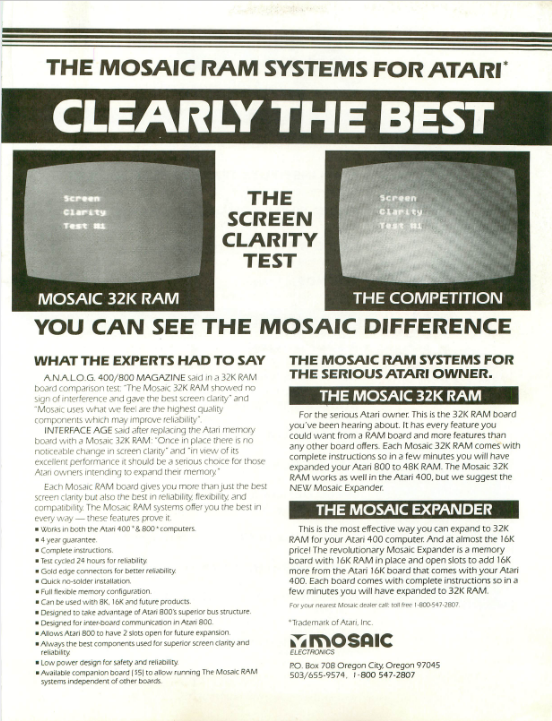 THE MOSAIC RAM SYSTEMS FOR ATARI*
CLEARLY THE BEST
Screen
Clarity
Test #1
MOSAIC 32K RAM
THE
SCREEN
CLARITY
TEST
Screen
Clarity
Test #1
THE COMPETITION
YOU CAN SEE THE MOSAIC DIFFERENCE
WHAT THE EXPERTS HAD TO SAY
A.N.A.L.O.G. 400/800 MAGAZINE said in a 32K RAM
board comparison test: "The Mosaic 32K RAM showed no
sign of interference and gave the best screen clarity" and
"Mosaic uses what we feel are the highest quality
components which may improve reliability".
INTERFACE AGE said after replacing the Atari memory
board with a Mosaic 32K RAM: "Once in place there is no
noticeable change in screen clarity" and "in view of its
excellent performance it should be a serious choice for those
Atari owners intending to expand their memory."
Each Mosaic RAM board gives you more than just the best
screen clarity but also the best in reliability, flexibility, and
compatibility. The Mosaic RAM systems offer you the best in
every way — these features prove it.
■ Works in both the Atari 400* & 800* computers.
■ 4 year guarantee.
■ Complete instructions.
■ Test cycled 24 hours for reliability.
■ Gold edge connectors for better reliability.
■ Quick no-solder installation.
■ Full flexible memory configuration.
■ Can be used with 8K, 16K and future products.
■ Designed to take advantage of Atari 800's superior bus structure.
■ Designed for inter-board communication in Atari 800.
■ Allows Atari 800 to have 2 slots open for future expansion.
■ Always the best components used for superior screen clarity and
reliability.
■ Low power design for safety and reliability.
■ Available companion board ($5) to allow running The Mosaic RAM
systems independent of other boards.
THE MOSAIC RAM SYSTEMS FOR
THE SERIOUS ATARI OWNER.
THE MOSAIC 32K RAM
For the serious Atari owner. This is the 32K RAM board
you've been hearing about. It has every feature you
could want from a RAM board and more features than
any other board offers. Each Mosaic 32K RAM comes with
complete instructions so in a few minutes you will have
expanded your Atari 800 to 48K RAM. The Mosaic 32K
RAM works as well in the Atari 400, but we suggest the
NEW Mosaic Expander.
THE MOSAIC EXPANDER
This is the most effective way you can expand to 32K
RAM for your Atari 400 computer. And at almost the 16K
price! The revolutionary Mosaic Expander is a memory
board with 16K RAM in place and open slots to add 16K
more from the Atari 16K board that comes with your Atari
400. Each board comes with complete instructions so in a
few minutes you will have expanded to 32K RAM.
For your nearest Mosaic dealer call: toll free 1-800-547-2807.
*Trademark of Atari, Inc.
MOSAIC
ELECTRONICS
P.O. Box 708 Oregon City, Oregon 97045
503/655-9574, 1-800 547-2807